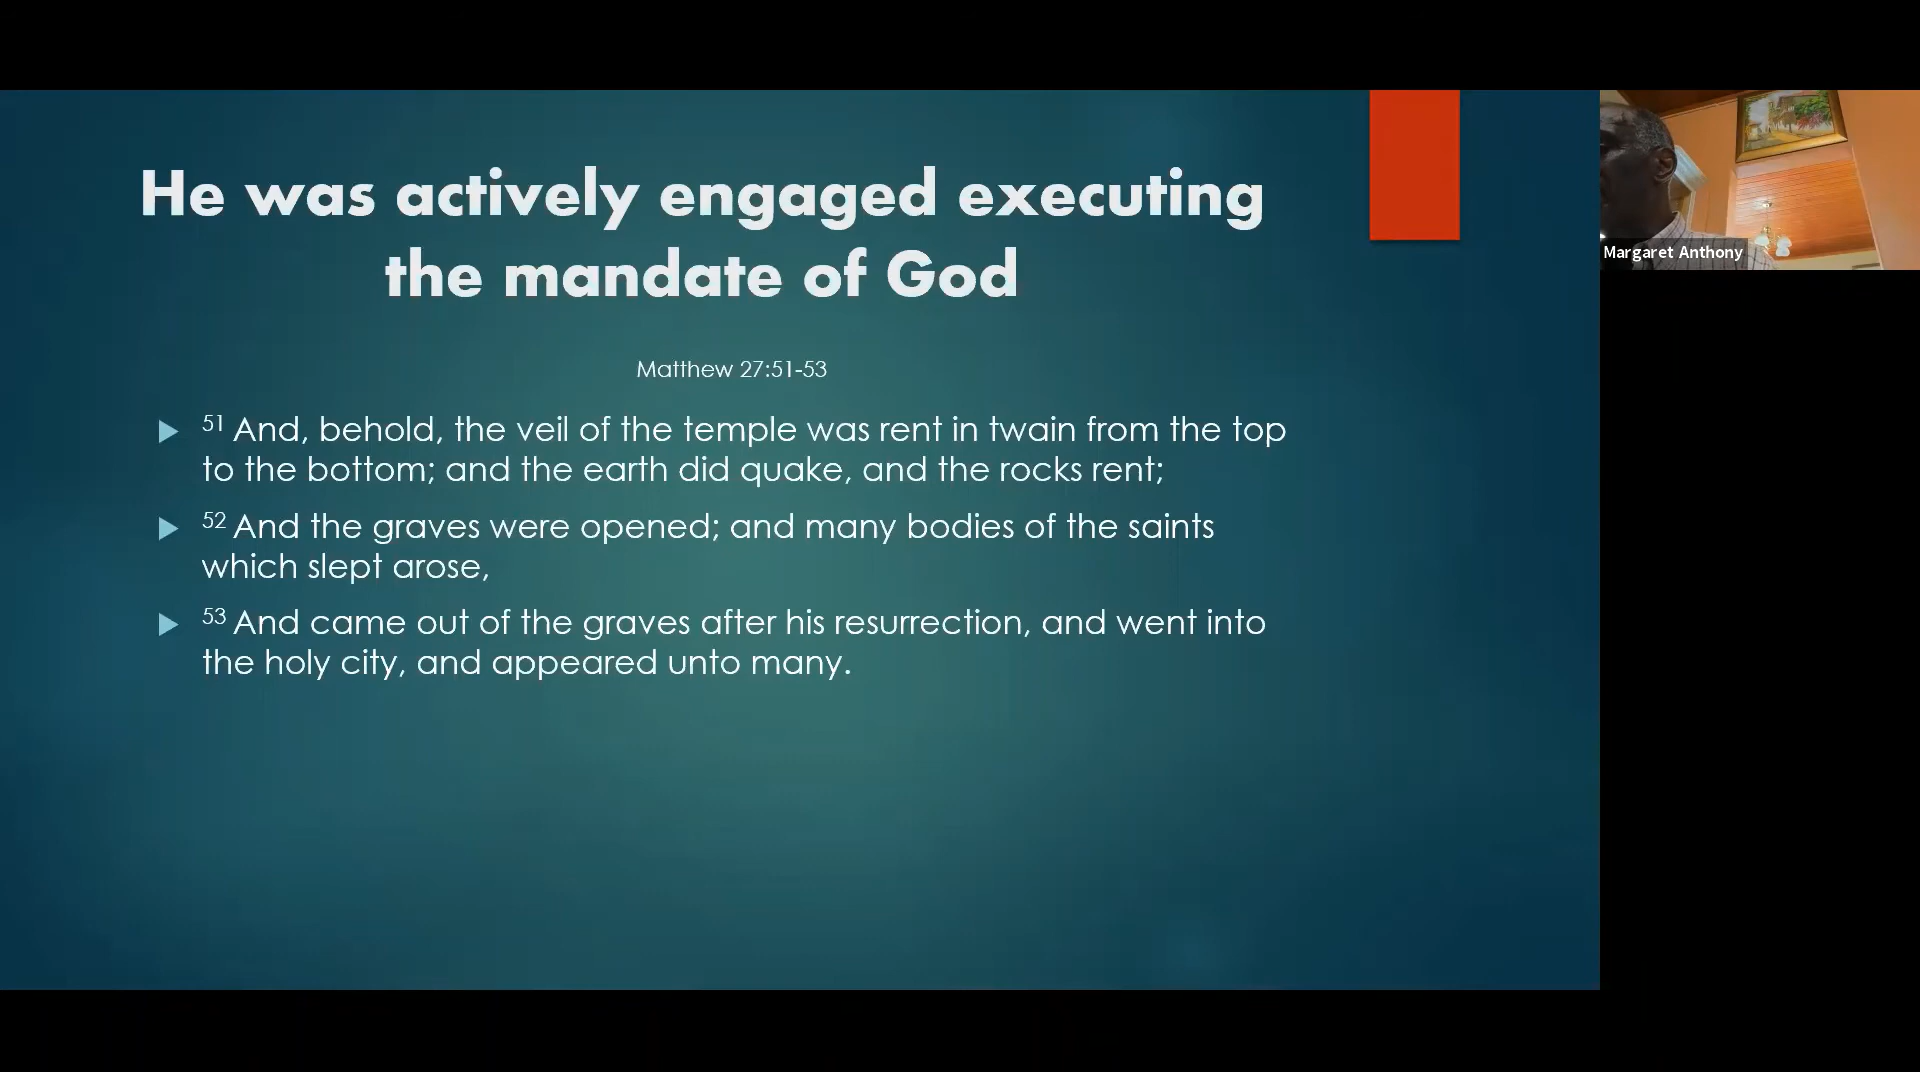 He was actively engaged executing
the mandate of God
Matthew 27:51-53
51 And, behold, the veil of the temple was rent in twain from the top
to the bottom; and the earth did quake, and the rocks rent;
52 And the graves were opened; and many bodies of the saints
which slept arose,
53 And came out of the graves after his resurrection, and went into
the holy city, and appeared unto many.
Margaret Anthony